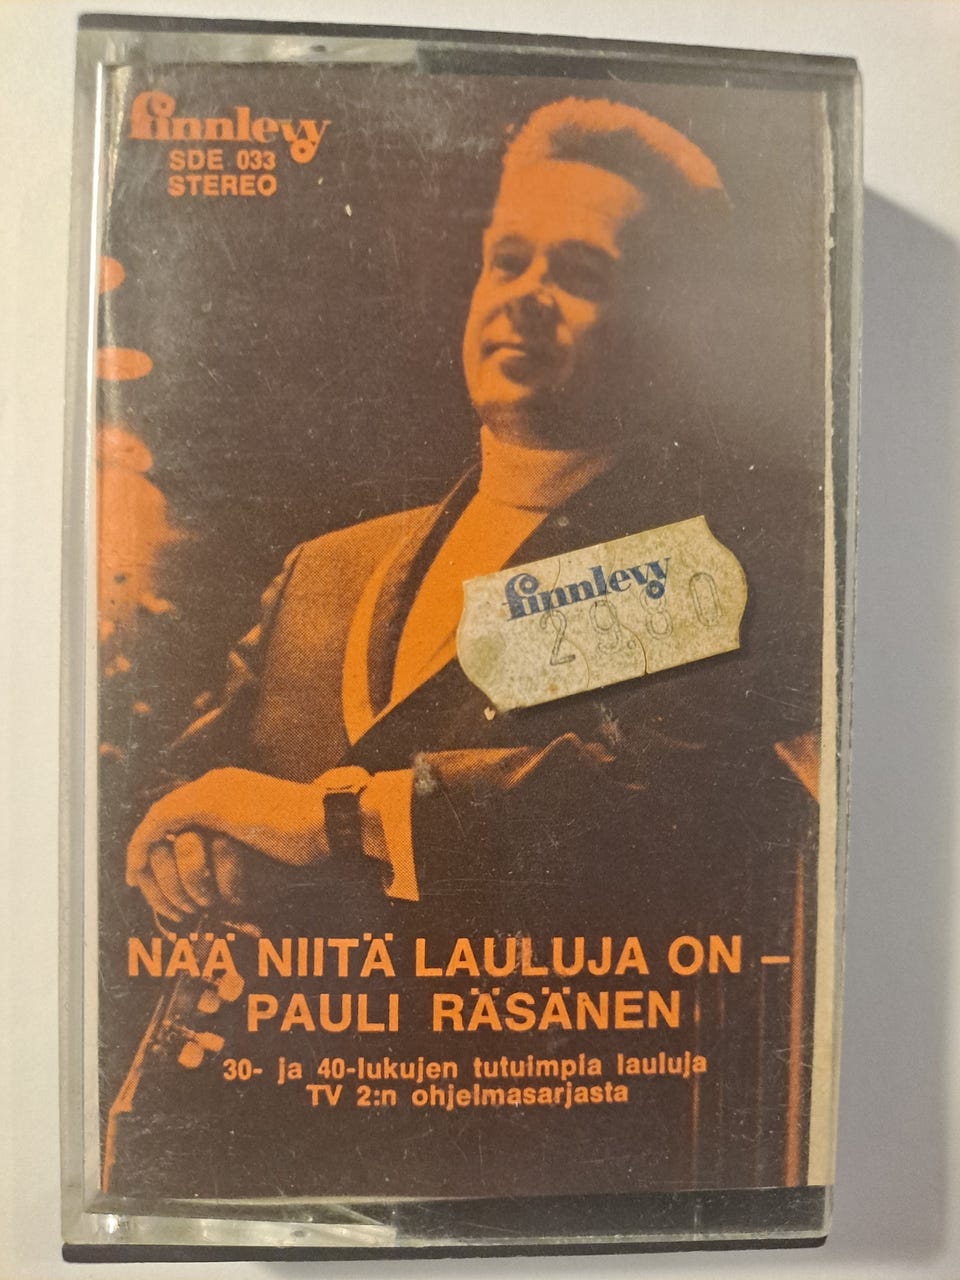 finnlevy
SDE 033
STEREO
finnlevy
29.80
NÄÄ NIITÄ LAULUJA ON –
PAULI RÄSÄNEN
30- ja 40-lukujen tutuimpia lauluja
TV 2:n ohjelmasarjasta